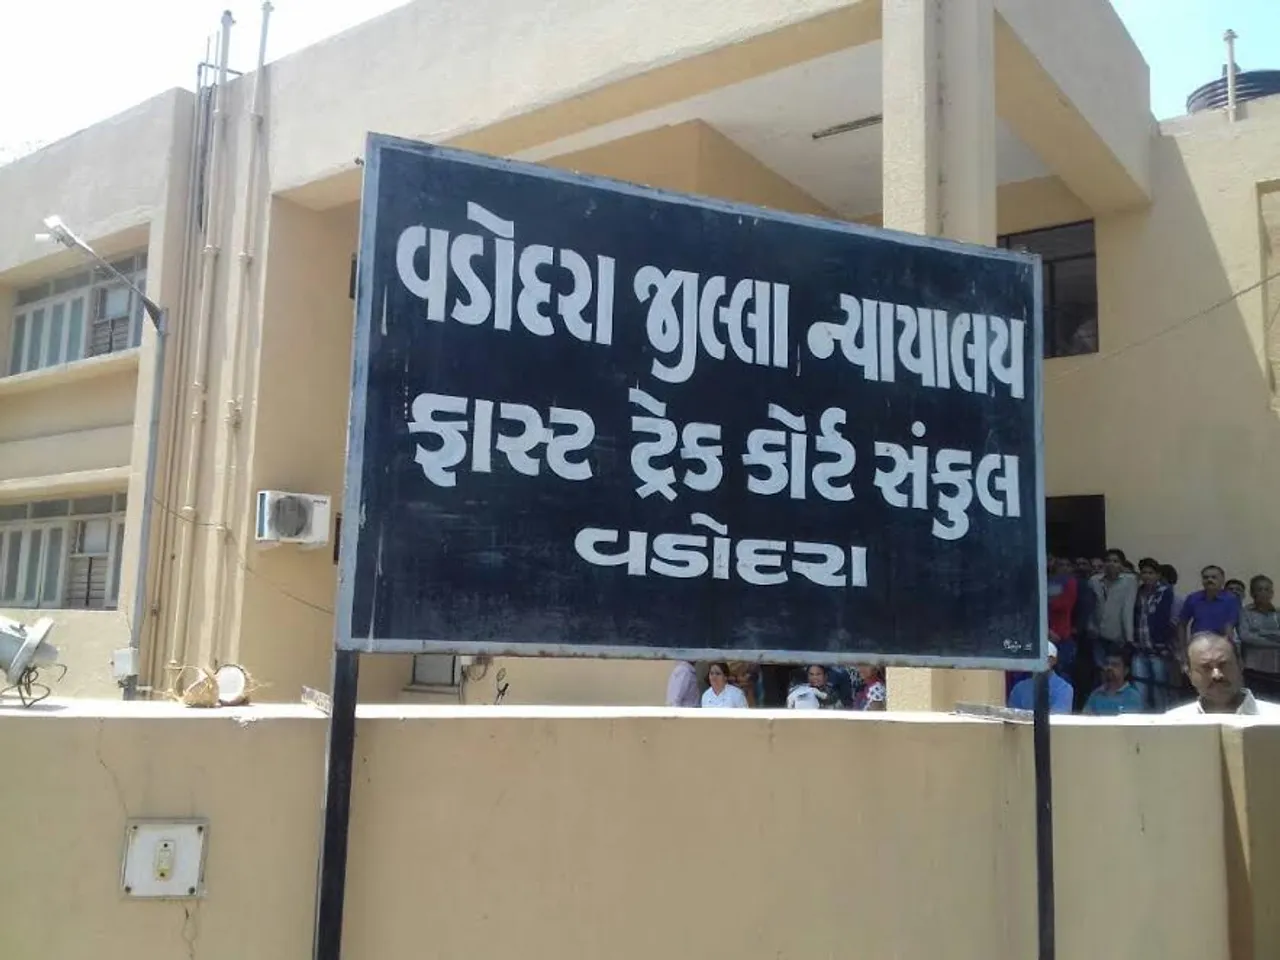 વડોદરા જીલ્લા ન્યાયાલય
ફાસ્ટ ટ્રેક કોર્ટ સંકુલ
વડોદરા